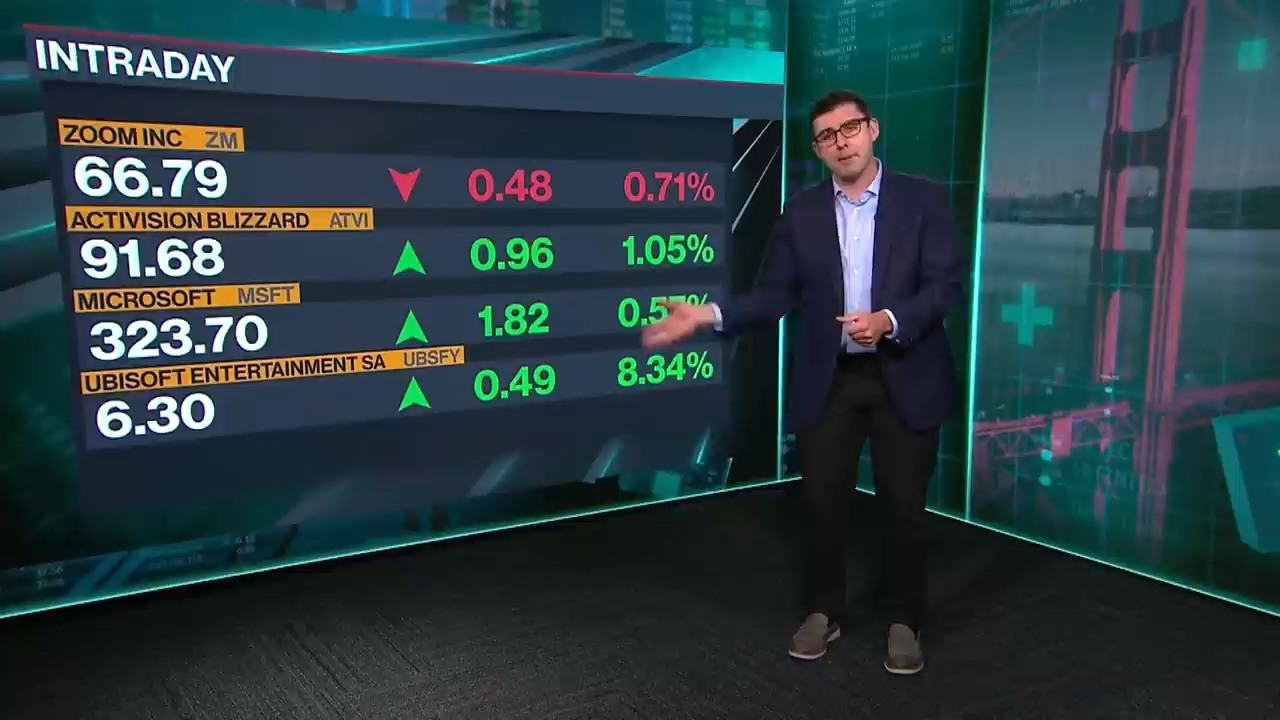 INTRADAY
ZOOM INC ZM
66.79 0.48 0.71%
ACTIVISION BLIZZARD ATVI
91.68 0.96 1.05%
MICROSOFT MSFT
323.70 1.82
UBISOFT ENTERTAINMENT SA UBSFY
6.30 0.49 8.34%